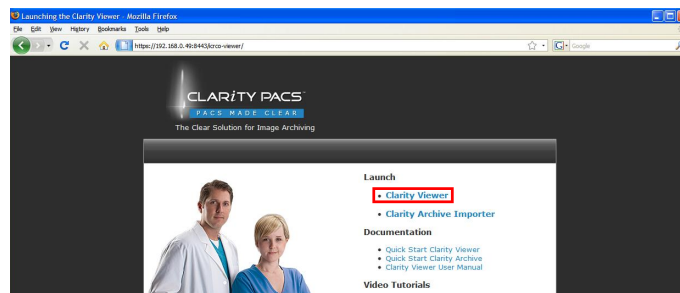 Launching the Clarity Viewer - Mozilla Firefox
File Edit View History Bookmarks Tools Help
https://192.168.0.49:8443/icrco-viewer/
Google
CLARiTY PACS
PACS MADE CLEAR
The Clear Solution for Image Archiving
Launch
• Clarity Viewer
• Clarity Archive Importer
Documentation
• Quick Start Clarity Viewer
• Quick Start Clarity Archive
• Clarity Viewer User Manual
Video Tutorials